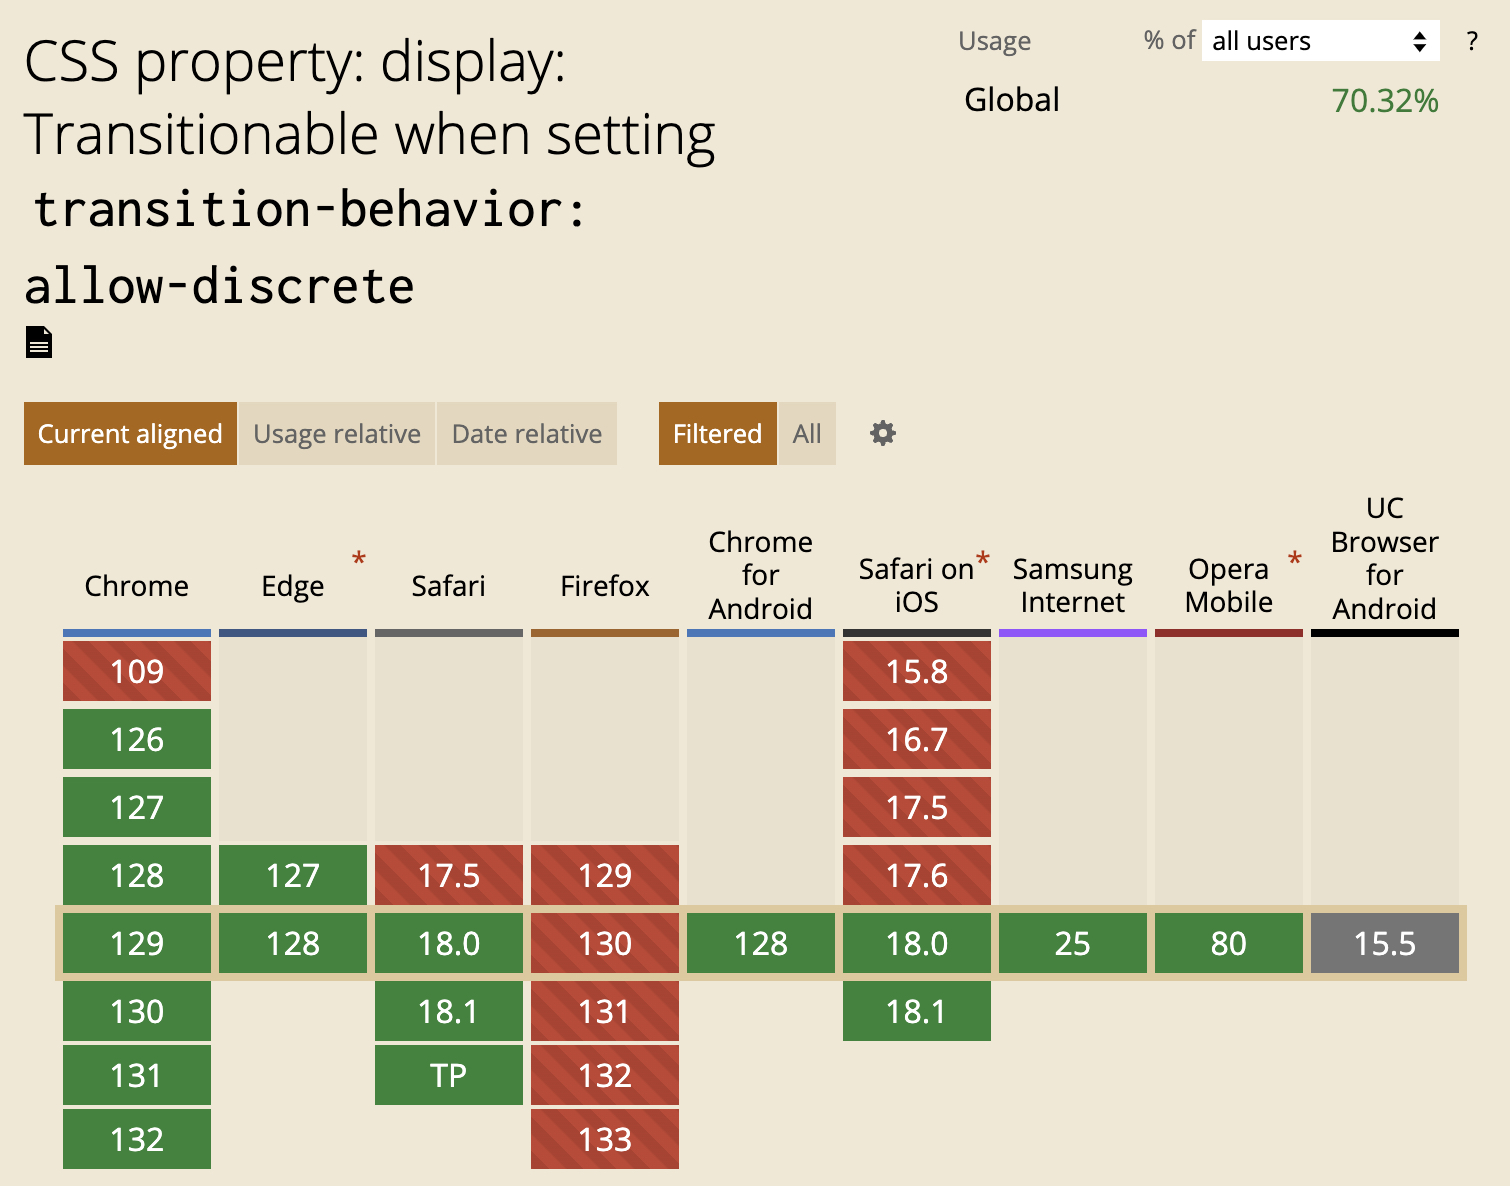 CSS property: display:
Transitionable when setting
transition-behavior:
allow-discrete
Usage % of all users ?
Global 70.32%
Current aligned Usage relative Date relative Filtered All
Chrome
Edge *
Safari
Firefox
Chrome
for
Android
Safari on *
iOS
Samsung
Internet
Opera *
Mobile
UC
Browser
for
Android
109 15.8
126 16.7
127 17.5
128 127 17.5 129 17.6
129 128 18.0 130 128 18.0 25 80 15.5
130 18.1 131 18.1
131 TP 132
132 133